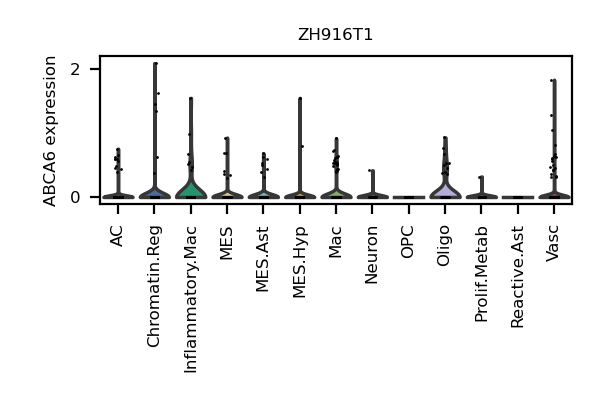 ZH916T1
ABCA6 expression
2
0
AC
Chromatin.Reg
Inflammatory.Mac
MES
MES.Ast
MES.Hyp
Mac
Neuron
OPC
Oligo
Prolif.Metab
Reactive.Ast
Vasc